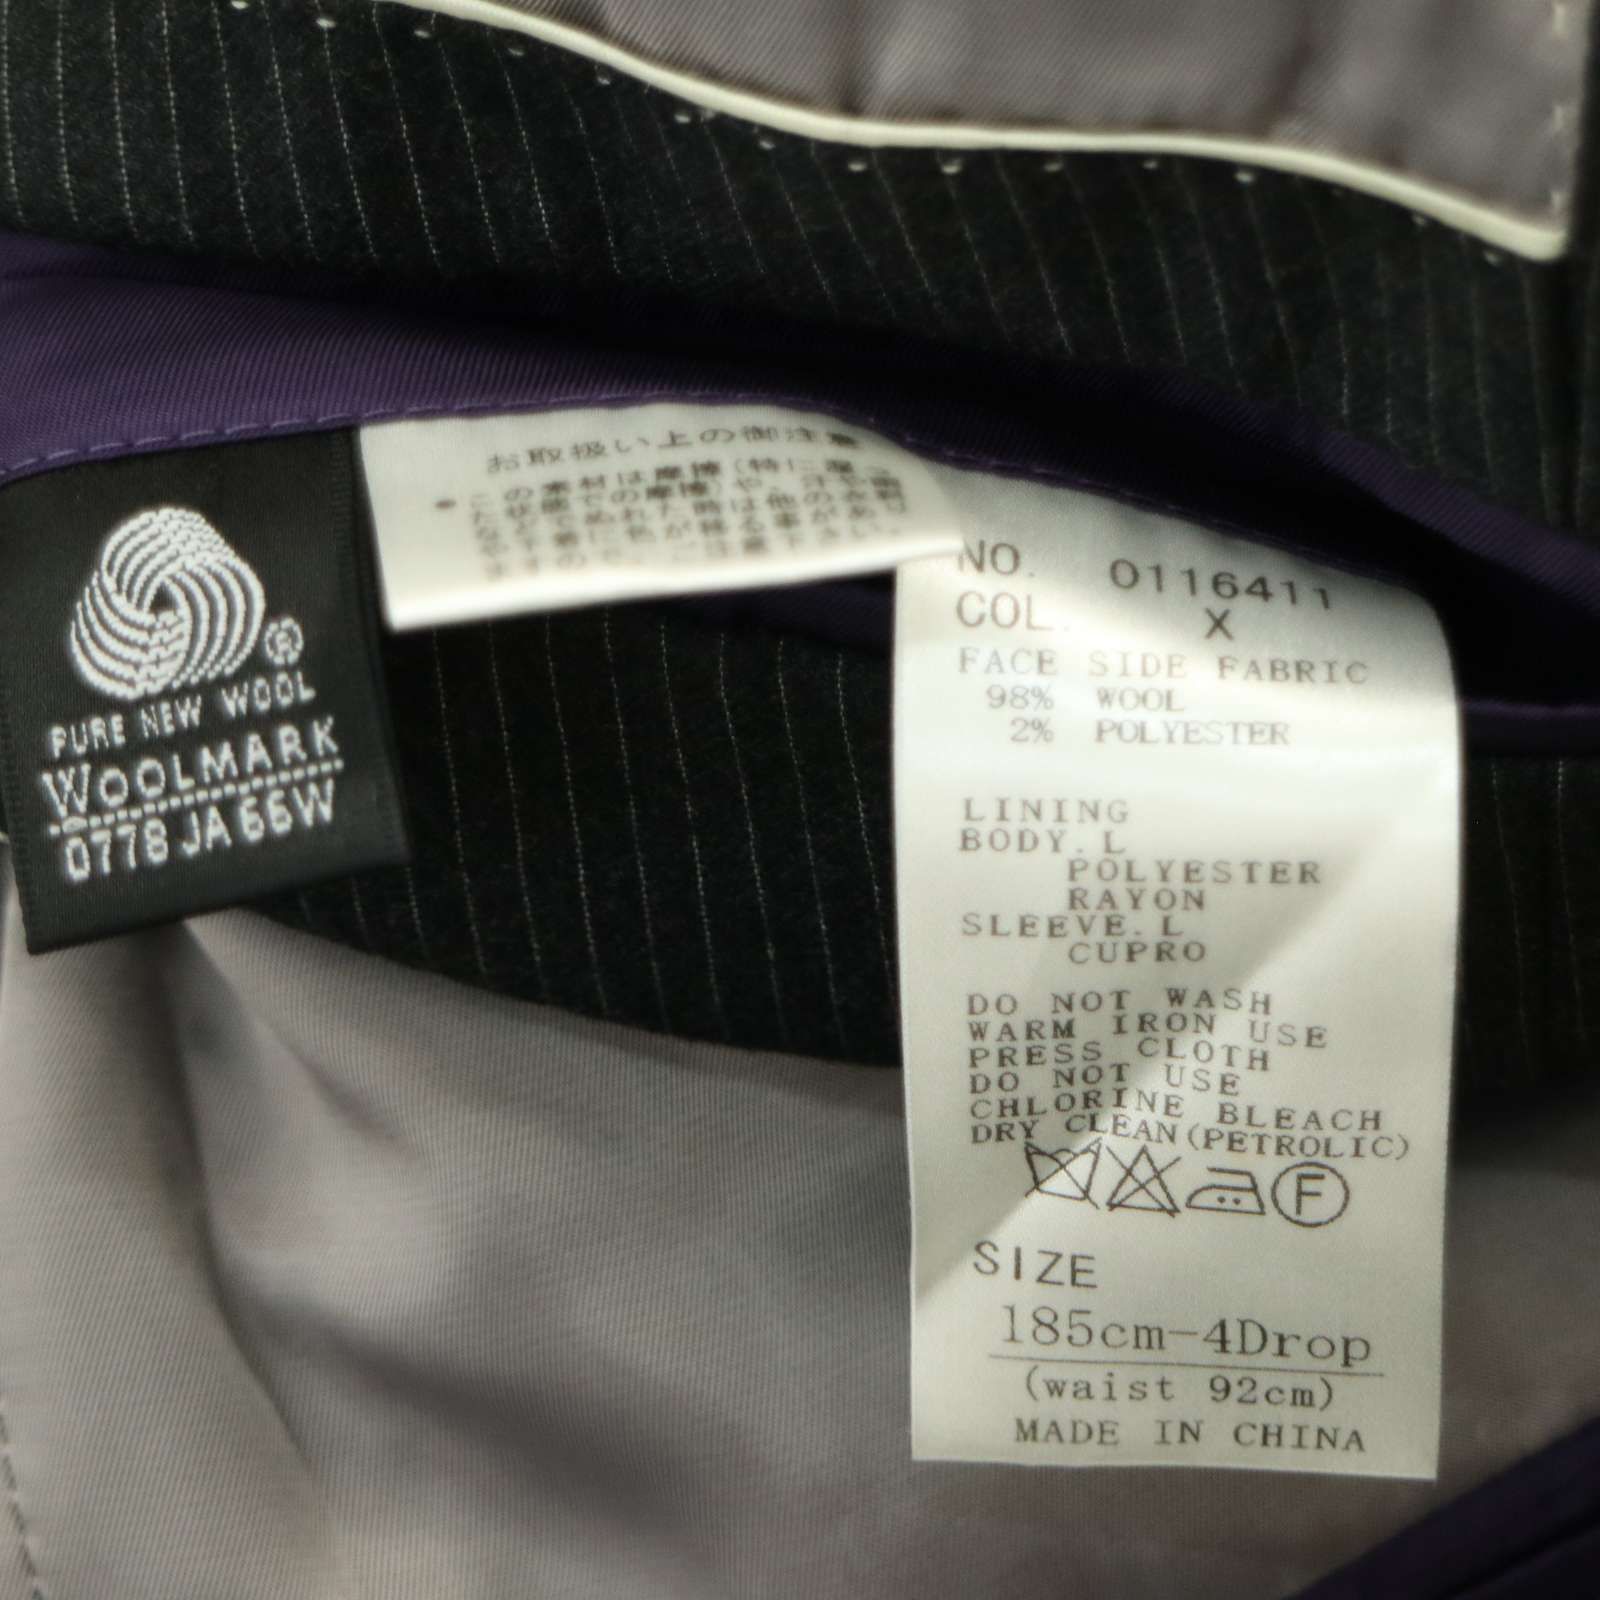 PURE NEW WOOL
WOOLMARK
0778 JA 66W
お取扱い上の御注意
NO. 0116411
COL. X
FACE SIDE FABRIC
98% WOOL
2% POLYESTER
LINING
BODY.L
POLYESTER
RAYON
SLEEVE.L
CUPRO
DO NOT WASH
WARM IRON USE
PRESS CLOTH
DO NOT USE
CHLORINE BLEACH
DRY CLEAN(PETROLIC)
F
SIZE
185cm-4Drop
(waist 92cm)
MADE IN CHINA